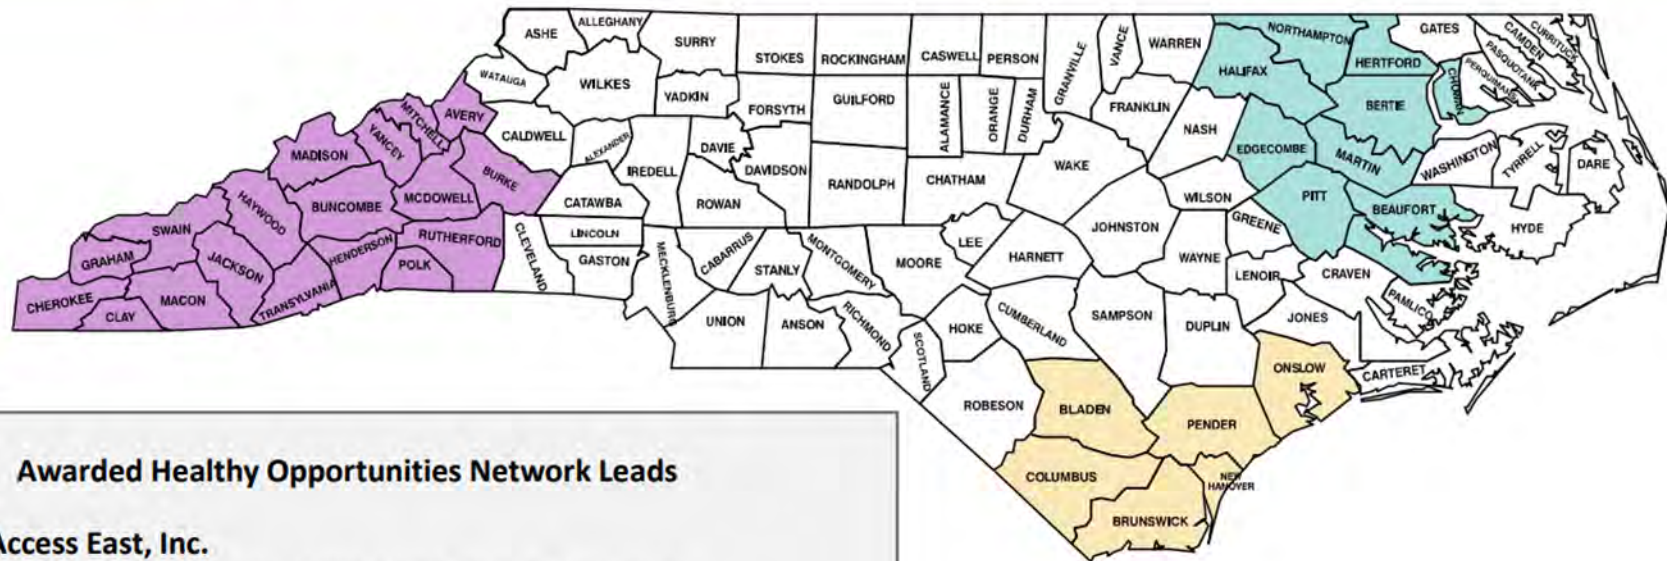 ALLEGHANY
ASHE
SURRY
STOKES
ROCKINGHAM
CASWELL
PERSON
GRANVILLE
VANCE
WARREN
NORTHAMPTON
GATES
CURRITUCK
CAMDEN
PASQUOTANK
PERQUIMANS
HERTFORD
HALIFAX
CHOWAN
WATAUGA
WILKES
YADKIN
FORSYTH
GUILFORD
ALAMANCE
ORANGE
DURHAM
FRANKLIN
NASH
BERTIE
AVERY
MITCHELL
YANCEY
CALDWELL
ALEXANDER
IREDELL
DAVIE
DAVIDSON
RANDOLPH
CHATHAM
WAKE
EDGECOMBE
MARTIN
WASHINGTON
TYRRELL
DARE
MADISON
BURKE
MCDOWELL
BUNCOMBE
HAYWOOD
CATAWBA
ROWAN
WILSON
PITT
BEAUFORT
HYDE
SWAIN
GRAHAM
JACKSON
HENDERSON
RUTHERFORD
POLK
CLEVELAND
LINCOLN
GASTON
MECKLENBURG
CABARRUS
STANLY
MONTGOMERY
MOORE
LEE
HARNETT
JOHNSTON
WAYNE
GREENE
LENOIR
CRAVEN
PAMLICO
CHEROKEE
CLAY
MACON
TRANSYLVANIA
UNION
ANSON
RICHMOND
SCOTLAND
HOKE
CUMBERLAND
SAMPSON
DUPLIN
JONES
CARTERET
ONSLOW
ROBESON
BLADEN
PENDER
COLUMBUS
NEW
HANOVER
BRUNSWICK
Awarded Healthy Opportunities Network Leads
Access East, Inc.